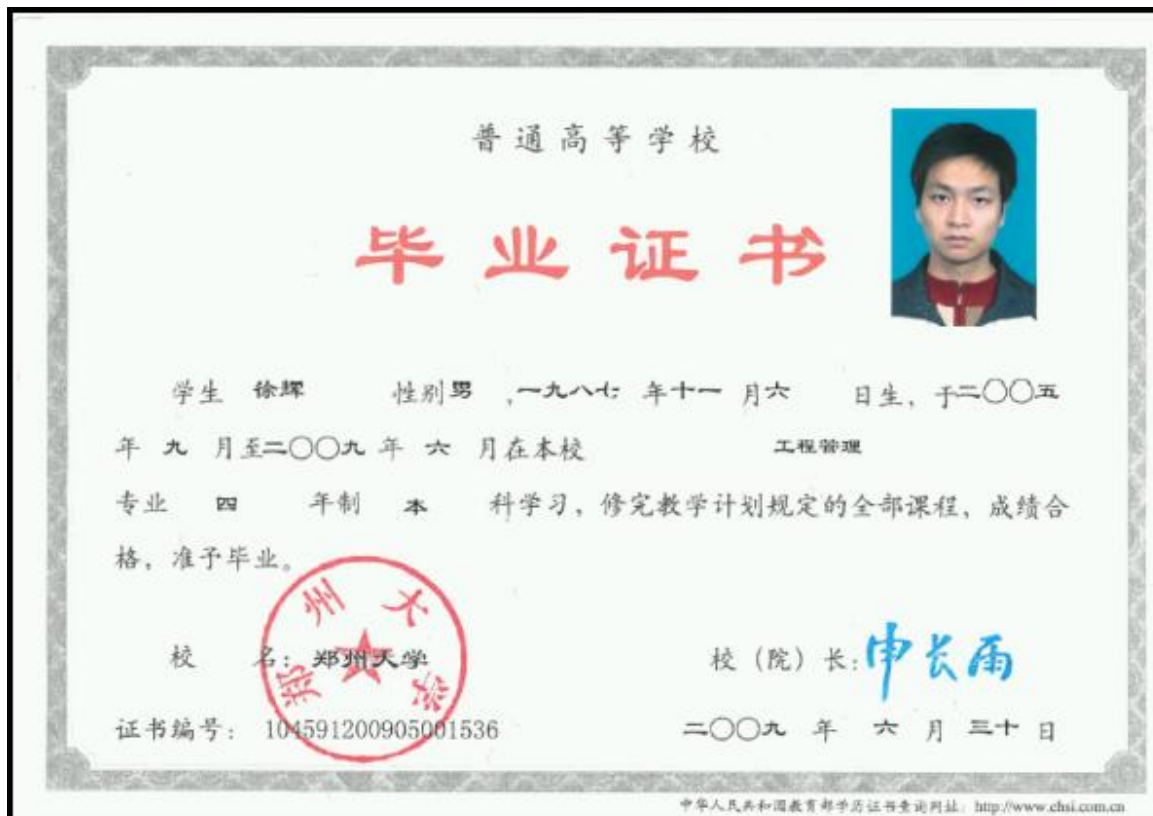 普通高等学校
毕业证书
学生 徐辉 性别 男 ,一九八七 年 十一 月 六 日生, 于二〇〇五
年 九 月至二〇〇九 年 六 月在本校 工程管理
专业 四 年制 本 科学习, 修完教学计划规定的全部课程, 成绩合
格, 准予毕业。
郑州大学
校 名: 郑州大学 校（院）长: 申长雨
证书编号: 104591200905001536 二〇〇九 年 六 月 三十 日
中华人民共和国教育部学历证书查询网址: http://www.chsi.com.cn